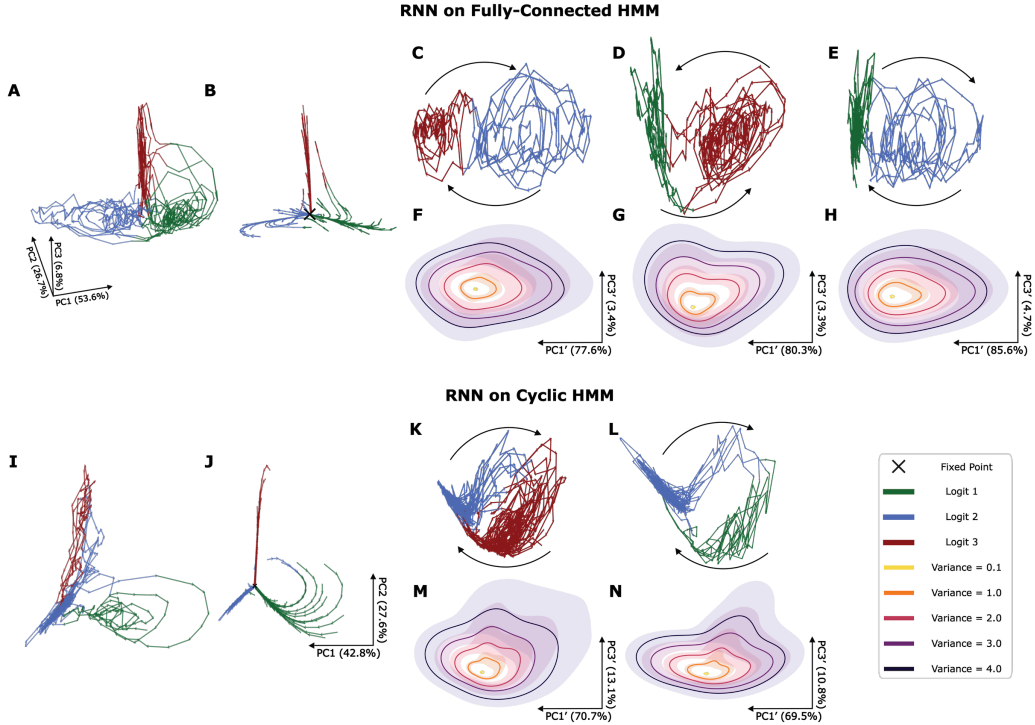 RNN on Fully-Connected HMM
A
B
C
D
E
PC2 (26.7%)
PC3 (6.8%)
PC1 (53.6%)
F
G
H
PC3′ (3.4%)
PC1′ (77.6%)
PC3′ (3.3%)
PC1′ (80.3%)
PC3′ (4.7%)
PC1′ (85.6%)
RNN on Cyclic HMM
I
J
K
L
PC2 (27.6%)
PC1 (42.8%)
M
N
PC3′ (13.1%)
PC1′ (70.7%)
PC3′ (10.8%)
PC1′ (69.5%)
Fixed Point
Logit 1
Logit 2
Logit 3
Variance = 0.1
Variance = 1.0
Variance = 2.0
Variance = 3.0
Variance = 4.0